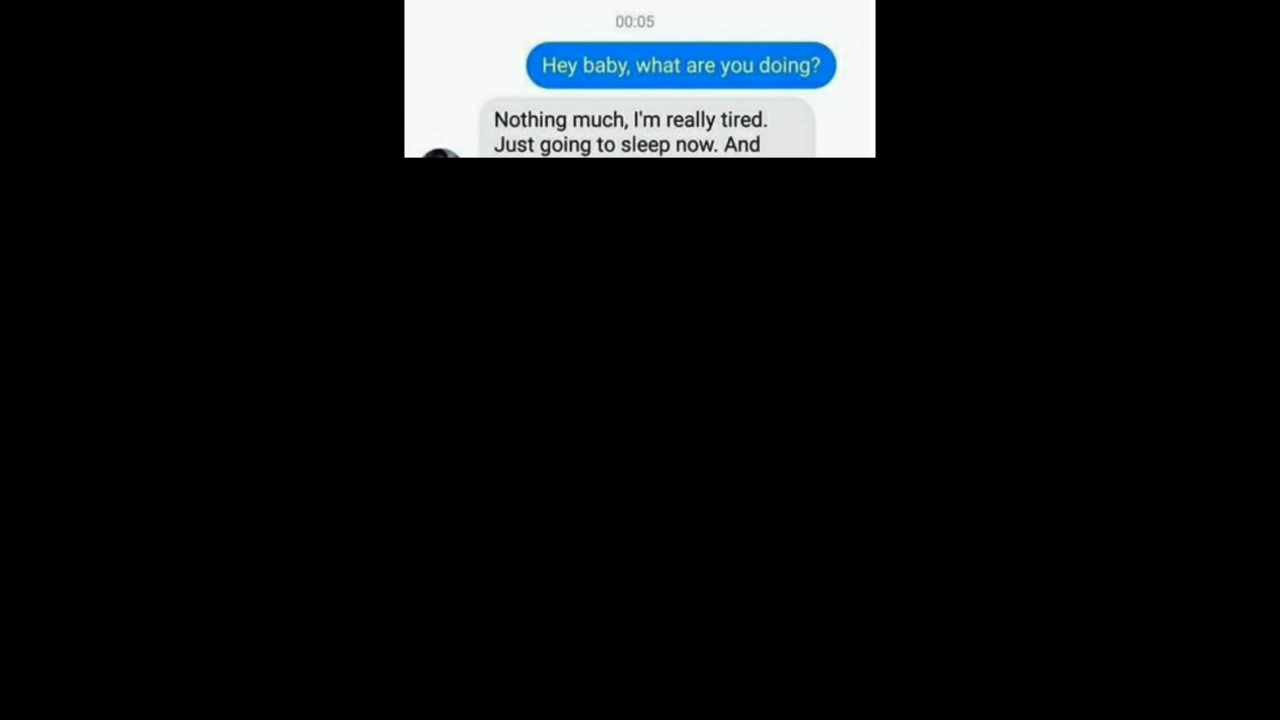 00:05
Hey baby, what are you doing?
Nothing much, I'm really tired.
Just going to sleep now. And